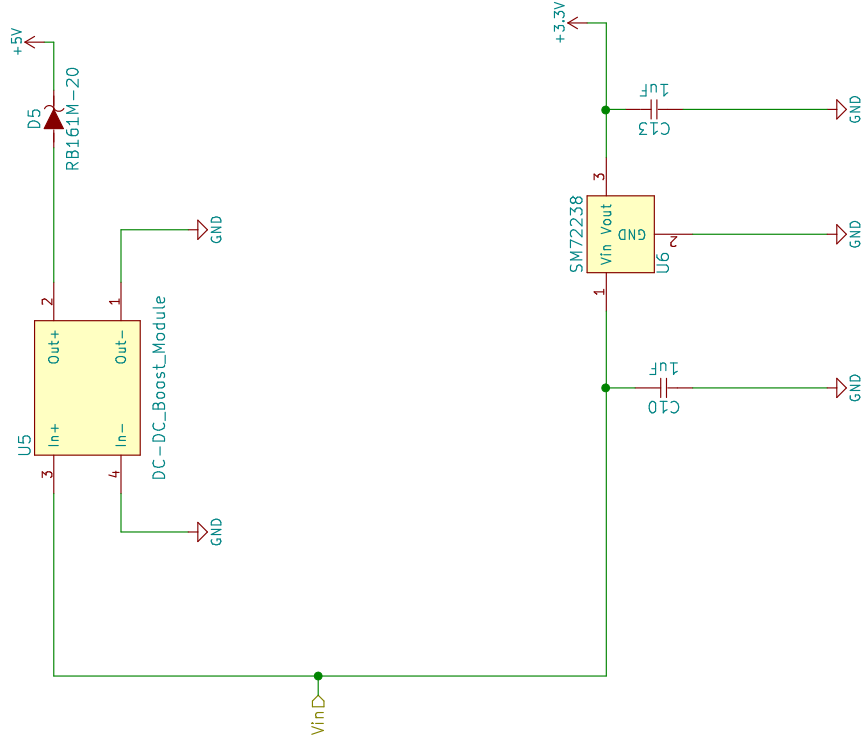 +5V
D5
RB161M-20
GND
2
1
Out+
Out-
U5
In+
In-
DC-DC_Boost_Module
3
4
GND
Vin
+3.3V
1uF
C13
GND
3
SM72238
Vin Vout
GND
2
U6
GND
1
1uF
C10
GND